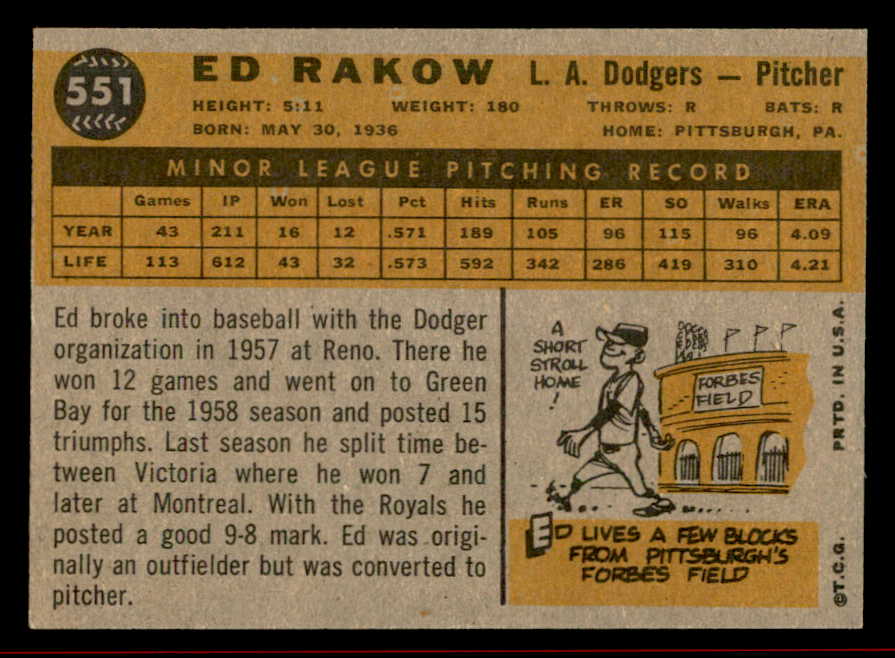 551
ED RAKOW L. A. Dodgers — Pitcher
HEIGHT: 5:11 WEIGHT: 180 THROWS: R BATS: R
BORN: MAY 30, 1936 HOME: PITTSBURGH, PA.
MINOR LEAGUE PITCHING RECORD
Games IP Won Lost Pct Hits Runs ER SO Walks ERA
YEAR 43 211 16 12 .571 189 105 96 115 96 4.09
LIFE 113 612 43 32 .573 592 342 286 419 310 4.21
Ed broke into baseball with the Dodger
organization in 1957 at Reno. There he
won 12 games and went on to Green
Bay for the 1958 season and posted 15
triumphs. Last season he split time be-
tween Victoria where he won 7 and
later at Montreal. With the Royals he
posted a good 9-8 mark. Ed was origi-
nally an outfielder but was converted to
pitcher.
A
SHORT
STROLL
HOME
!
FORBES
FIELD
ED LIVES A FEW BLOCKS
FROM PITTSBURGH'S
FORBES FIELD
©T.C.G. PRTD. IN U.S.A.